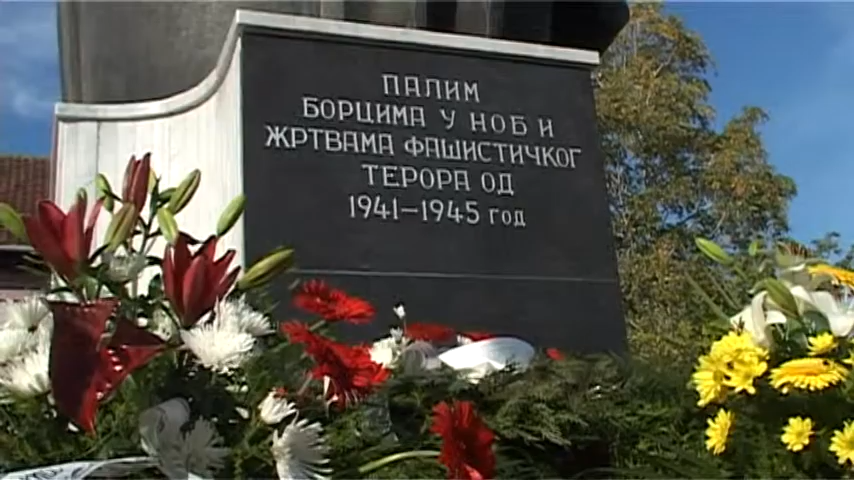 ПАЛИМ
БОРЦИМА У НОБ И
ЖРТВАМА ФАШИСТИЧКОГ
ТЕРОРА ОД
1941–1945 год